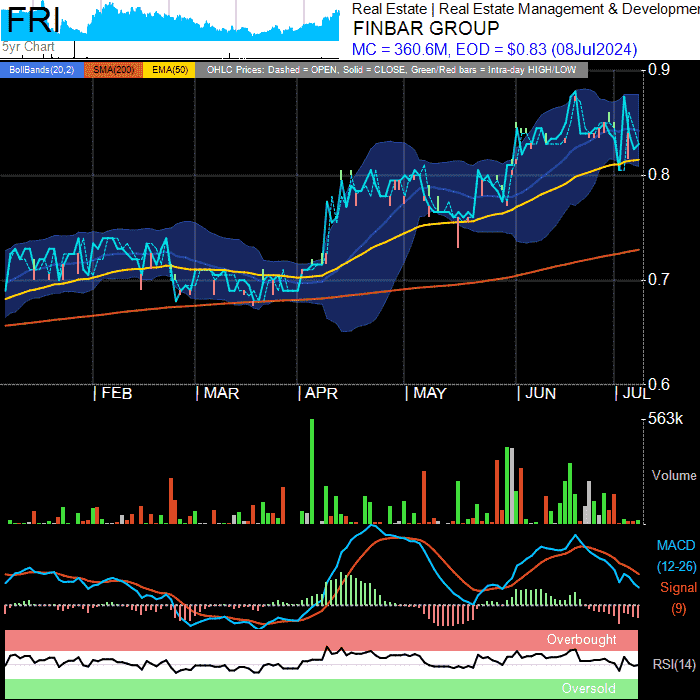 FRI
5yr Chart
Real Estate | Real Estate Management & Developmen
FINBAR GROUP
MC = 360.6M, EOD = $0.83 (08Jul2024)
BollBands(20,2) SMA(200) EMA(50) OHLC Prices: Dashed = OPEN, Solid = CLOSE, Green/Red bars = Intra-day HIGH/LOW
0.9
0.8
0.7
0.6
| FEB | MAR | APR | MAY | JUN | JUL
563k
Volume
MACD
(12-26)
Signal
(9)
Overbought
RSI(14)
Oversold